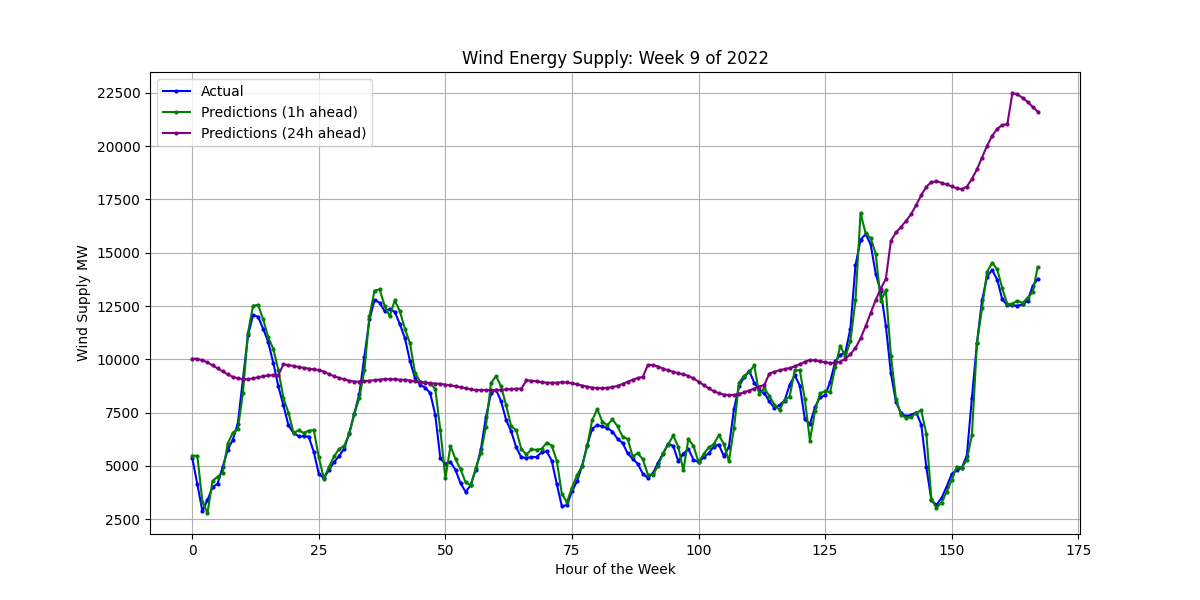 Wind Energy Supply: Week 9 of 2022
Actual
Predictions (1h ahead)
Predictions (24h ahead)
22500
20000
17500
15000
12500
10000
7500
5000
2500
Wind Supply MW
0 25 50 75 100 125 150 175
Hour of the Week